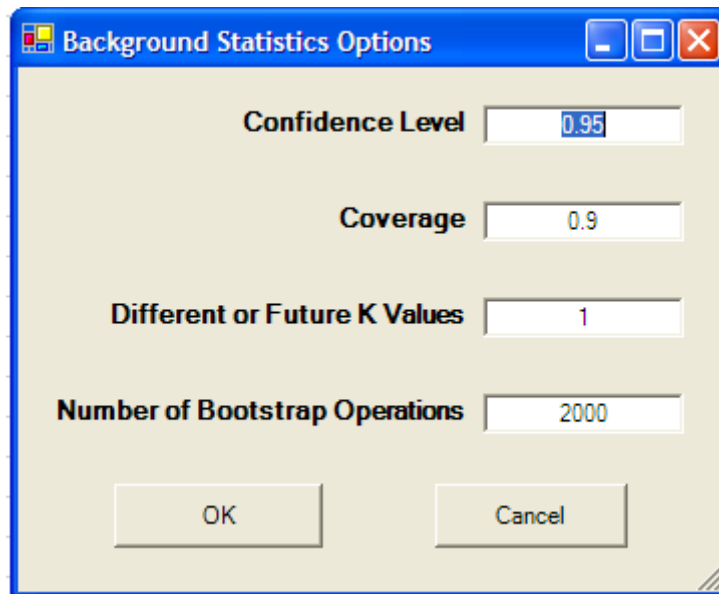 Background Statistics Options
Confidence Level 0.95
Coverage 0.9
Different or Future K Values 1
Number of Bootstrap Operations 2000
OK Cancel